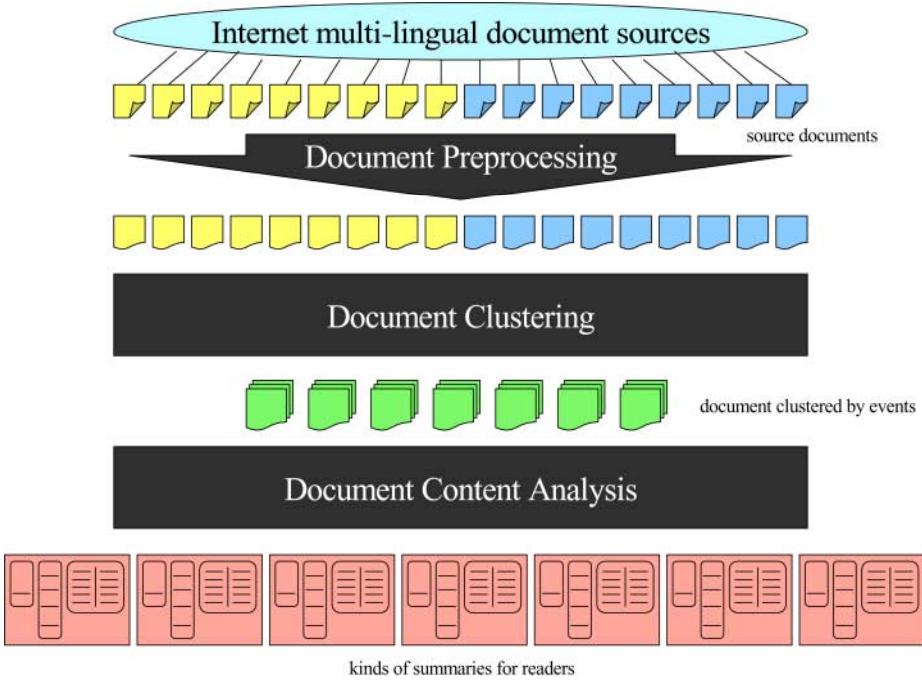 Internet multi-lingual document sources
source documents
Document Preprocessing
Document Clustering
document clustered by events
Document Content Analysis
kinds of summaries for readers